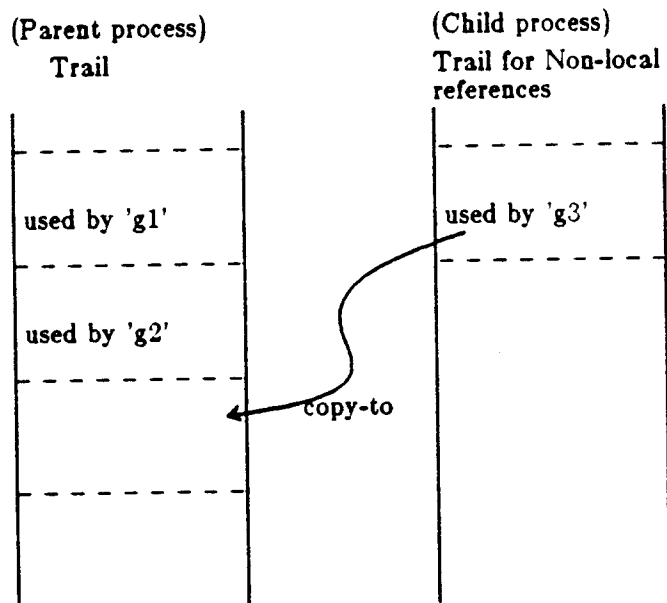 (Parent process)
Trail
(Child process)
Trail for Non-local
references
used by 'g1'
used by 'g2'
used by 'g3'
copy-to